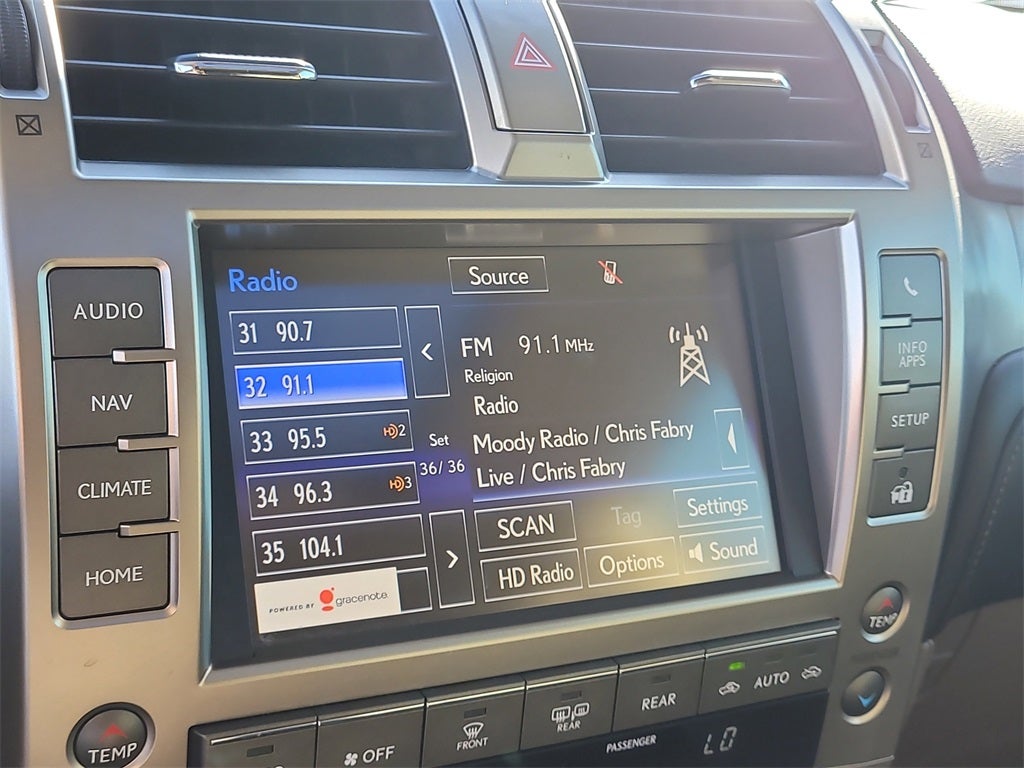 Radio
Source
AUDIO
31 90.7
<
FM 91.1 MHz
INFO
APPS
Religion
32 91.1
NAV
Radio
SETUP
33 95.5 HD2
Set
Moody Radio / Chris Fabry
36/36
Live / Chris Fabry
CLIMATE
34 96.3 HD3
SCAN
Tag
Settings
35 104.1
>
HD Radio
Options
Sound
HOME
POWERED BY gracenote.
TEMP
TEMP
OFF
FRONT
REAR
REAR
AUTO
PASSENGER
LO